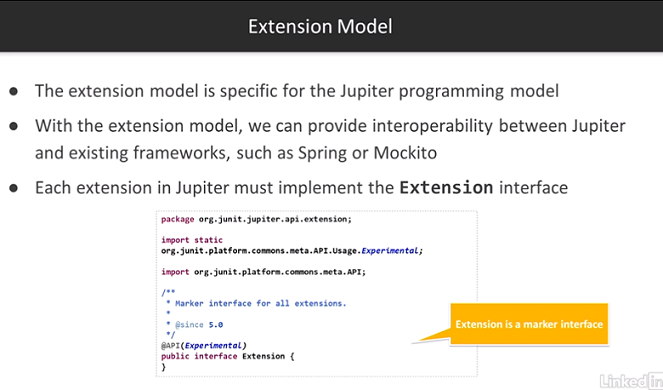 Extension Model
● The extension model is specific for the Jupiter programming model
● With the extension model, we can provide interoperability between Jupiter
and existing frameworks, such as Spring or Mockito
● Each extension in Jupiter must implement the Extension interface
package org.junit.jupiter.api.extension;
import static
org.junit.platform.commons.meta.API.Usage.Experimental;
import org.junit.platform.commons.meta.API;
/**
* Marker interface for all extensions.
*
* @since 5.0
*/
@API(Experimental)
public interface Extension {
}
Extension is a marker interface
Linked in